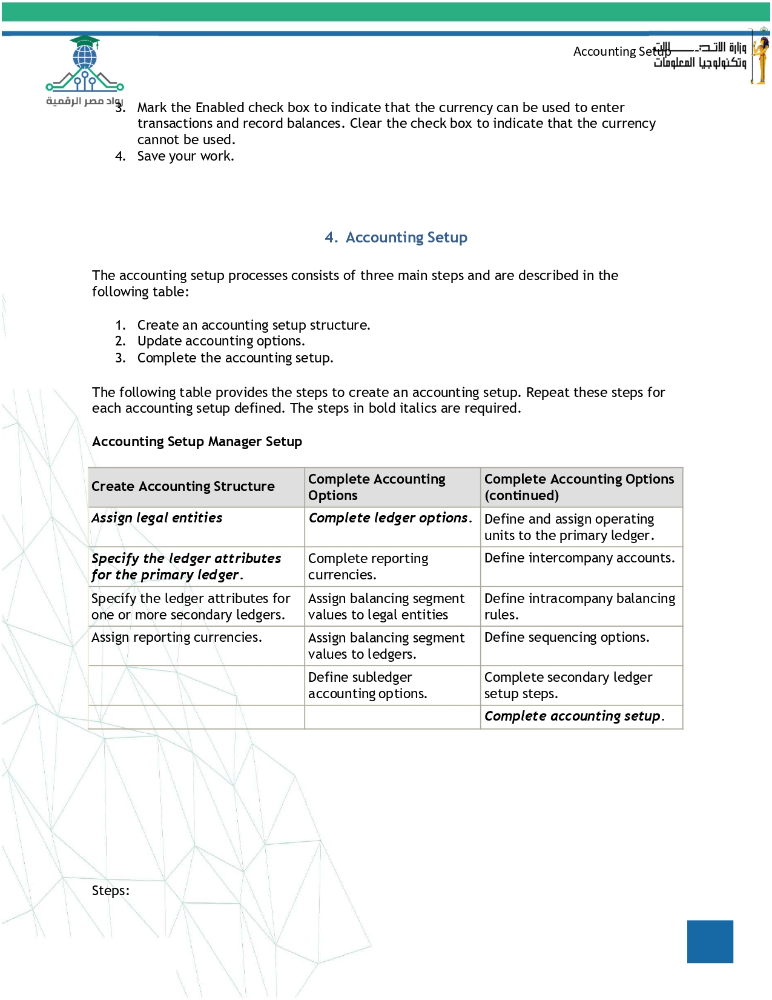 Accounting Setup
وزارة الاتصالات
وتكنولوجيا المعلومات
رواد مصر الرقمية
3. Mark the Enabled check box to indicate that the currency can be used to enter
transactions and record balances. Clear the check box to indicate that the currency
cannot be used.
4. Save your work.
4. Accounting Setup
The accounting setup processes consists of three main steps and are described in the
following table:
1. Create an accounting setup structure.
2. Update accounting options.
3. Complete the accounting setup.
The following table provides the steps to create an accounting setup. Repeat these steps for
each accounting setup defined. The steps in bold italics are required.
Accounting Setup Manager Setup
Create Accounting Structure
Complete Accounting
Options
Complete Accounting Options
(continued)
Assign legal entities
Complete ledger options.
Define and assign operating
units to the primary ledger.
Specify the ledger attributes
for the primary ledger.
Complete reporting
currencies.
Define intercompany accounts.
Specify the ledger attributes for
one or more secondary ledgers.
Assign balancing segment
values to legal entities
Define intracompany balancing
rules.
Assign reporting currencies.
Assign balancing segment
values to ledgers.
Define sequencing options.
Define subledger
accounting options.
Complete secondary ledger
setup steps.
Complete accounting setup.
Steps: